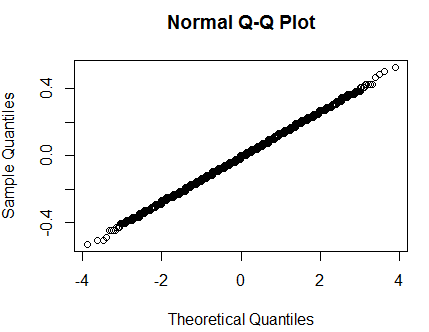 Normal Q-Q Plot
Sample Quantiles
0.4
0.0
-0.4
-4 -2 0 2 4
Theoretical Quantiles